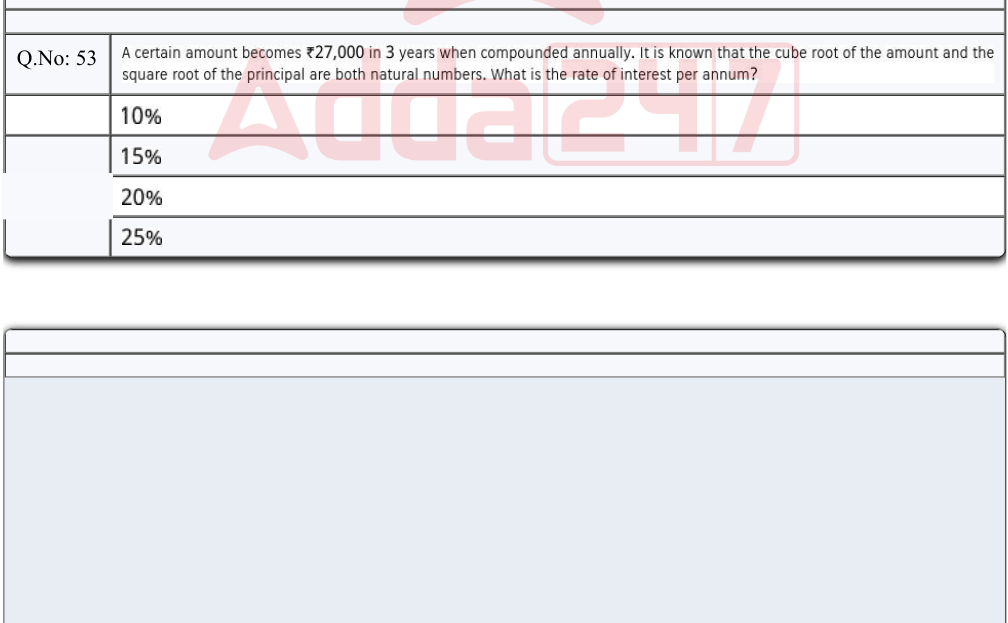 Q.No: 53
A certain amount becomes ₹27,000 in 3 years when compounded annually. It is known that the cube root of the amount and the
square root of the principal are both natural numbers. What is the rate of interest per annum?
10%
15%
20%
25%
Adda247